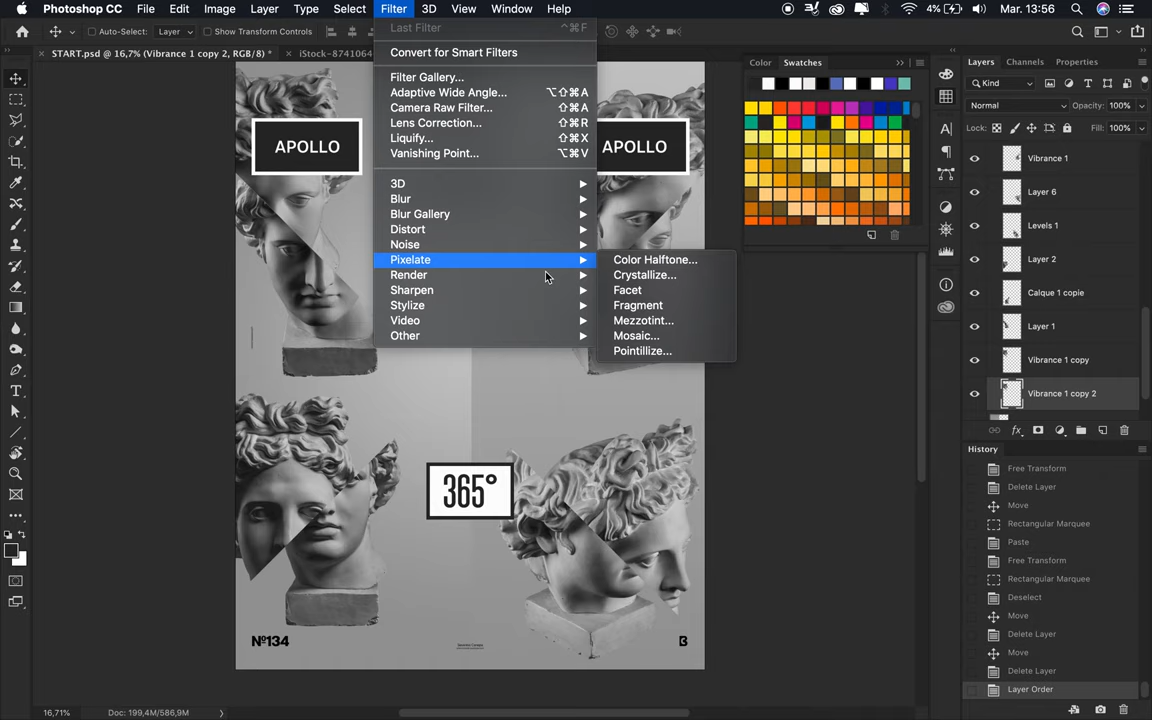 Photoshop CC File Edit Image Layer Type Select Filter 3D View Window Help 4% Mar. 13:56
Auto-Select: Layer Show Transform Controls
START.psd @ 16,7% (Vibrance 1 copy 2, RGB/8) * iStock-8741064
Last Filter ^⌘F
Convert for Smart Filters
Filter Gallery...
Adaptive Wide Angle... ⌥⇧⌘A
Camera Raw Filter... ⇧⌘A
Lens Correction... ⇧⌘R
Liquify... ⇧⌘X
Vanishing Point... ⌥⌘V
3D
Blur
Blur Gallery
Distort
Noise
Pixelate
Render
Sharpen
Stylize
Video
Other
Color Halftone...
Crystallize...
Facet
Fragment
Mezzotint...
Mosaic...
Pointillize...
APOLLO
APOLLO
365°
№134
B
Color Swatches
Layers Channels Properties
Kind
Normal Opacity: 100%
Lock: Fill: 100%
Vibrance 1
Layer 6
Levels 1
Layer 2
Calque 1 copie
Layer 1
Vibrance 1 copy
Vibrance 1 copy 2
History
Free Transform
Delete Layer
Move
Rectangular Marquee
Paste
Free Transform
Rectangular Marquee
Deselect
Move
Delete Layer
Move
Delete Layer
Layer Order
16,71% Doc: 199,4M/586,9M